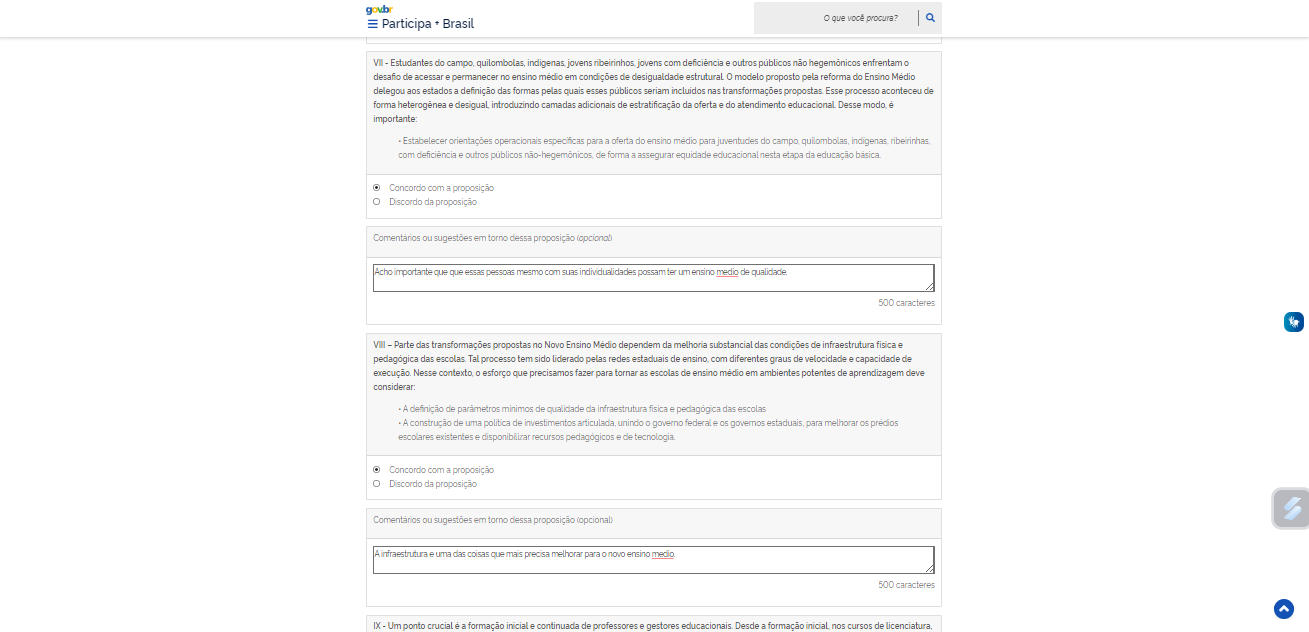 gov.br
Participa + Brasil
O que você procura?
VII - Estudantes do campo, quilombolas, indígenas, jovens ribeirinhos, jovens com deficiência e outros públicos não hegemônicos enfrentam o
desafio de acessar e permanecer no ensino médio em condições de desigualdade estrutural. O modelo proposto pela reforma do Ensino Médio
delegou aos estados a definição das formas pelas quais esses públicos seriam incluídos nas transformações propostas. Esse processo aconteceu de
forma heterogênea e desigual, introduzindo camadas adicionais de estratificação da oferta e do atendimento educacional. Desse modo, é
importante:
• Estabelecer orientações operacionais específicas para a oferta do ensino médio para juventudes do campo, quilombolas, indígenas, ribeirinhas,
com deficiência e outros públicos não-hegemônicos, de forma a assegurar equidade educacional nesta etapa da educação básica.
Concordo com a proposição
Discordo da proposição
Comentários ou sugestões em torno dessa proposição (opcional)
Acho importante que que essas pessoas mesmo com suas individualidades possam ter um ensino medio de qualidade.
500 caracteres
VIII – Parte das transformações propostas no Novo Ensino Médio dependem da melhoria substancial das condições de infraestrutura física e
pedagógica das escolas. Tal processo tem sido liderado pelas redes estaduais de ensino, com diferentes graus de velocidade e capacidade de
execução. Nesse contexto, o esforço que precisamos fazer para tornar as escolas de ensino médio em ambientes potentes de aprendizagem deve
considerar:
• A definição de parâmetros mínimos de qualidade da infraestrutura física e pedagógica das escolas
• A construção de uma política de investimentos articulada, unindo o governo federal e os governos estaduais, para melhorar os prédios
escolares existentes e disponibilizar recursos pedagógicos e de tecnologia.
Concordo com a proposição
Discordo da proposição
Comentários ou sugestões em torno dessa proposição (opcional)
A infraestrutura e uma das coisas que mais precisa melhorar para o novo ensino medio.
500 caracteres
IX - Um ponto crucial é a formação inicial e continuada de professores e gestores educacionais. Desde a formação inicial, nos cursos de licenciatura,